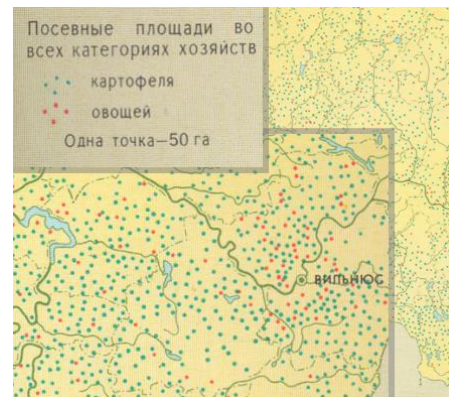 Посевные площади во
всех категориях хозяйств
картофеля
овощей
Одна точка—50 га
ВИЛЬНЮС